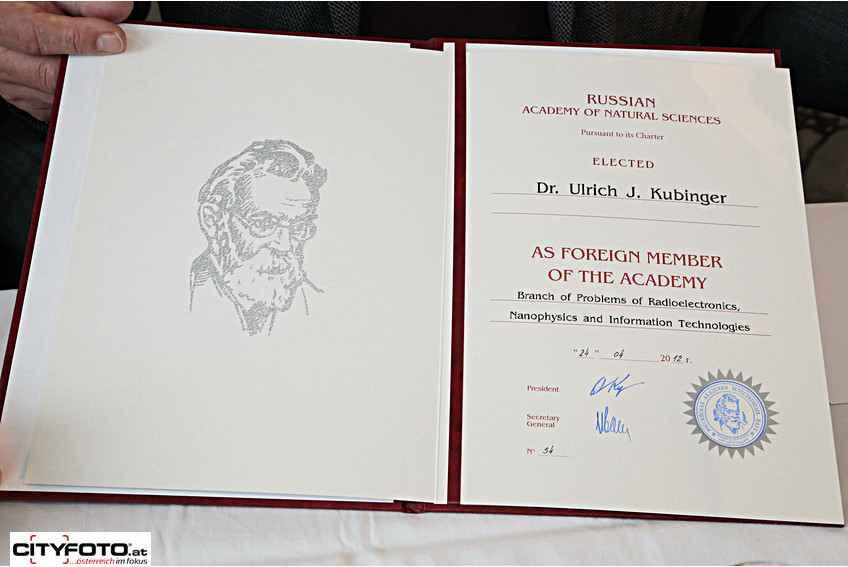 RUSSIAN
ACADEMY OF NATURAL SCIENCES
Pursuant to its Charter
ELECTED
Dr. Ulrich J. Kubinger
AS FOREIGN MEMBER
OF THE ACADEMY
Branch of Problems of Radioelectronics,
Nanophysics and Information Technologies
"24" 04 2012 г.
President
Secretary
General
Nº 54
CITYFOTO.at
...österreich im fokus